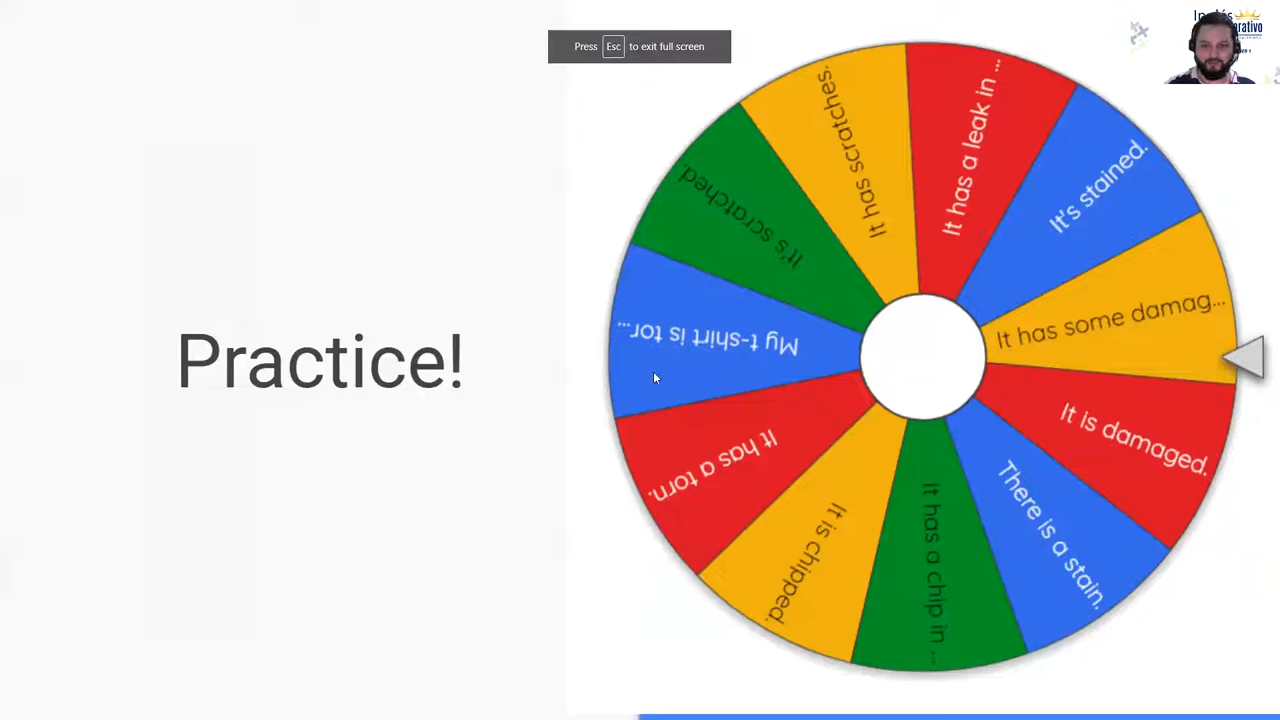 Press Esc to exit full screen
Practice!
It has scratches.
It has a leak in ...
It's stained.
It has some damag...
It is damaged.
There is a stain.
It has a chip in ...
It is chipped.
It has a torn.
My t-shirt is tor...
It's scratched.